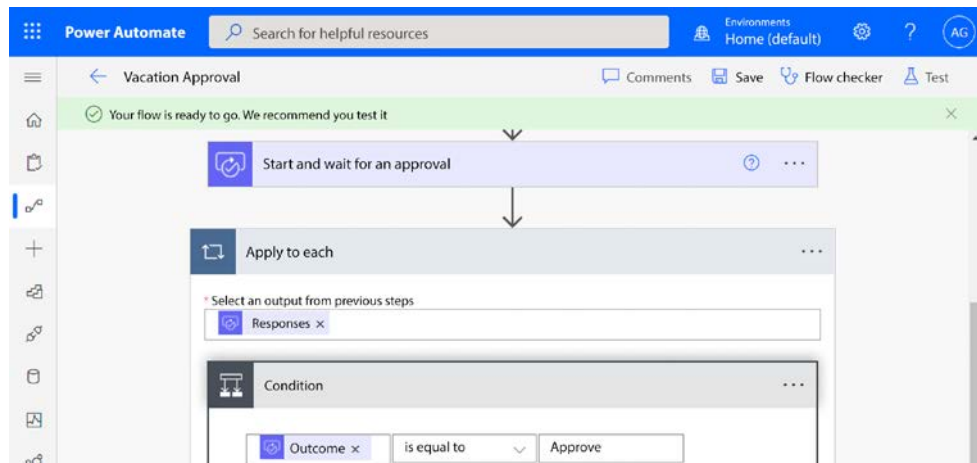 Power Automate
Search for helpful resources
Environments
Home (default)
?
AG
Vacation Approval
Comments
Save
Flow checker
Test
Your flow is ready to go. We recommend you test it
Start and wait for an approval
?
Apply to each
* Select an output from previous steps
Responses ×
Condition
Outcome ×
is equal to
Approve